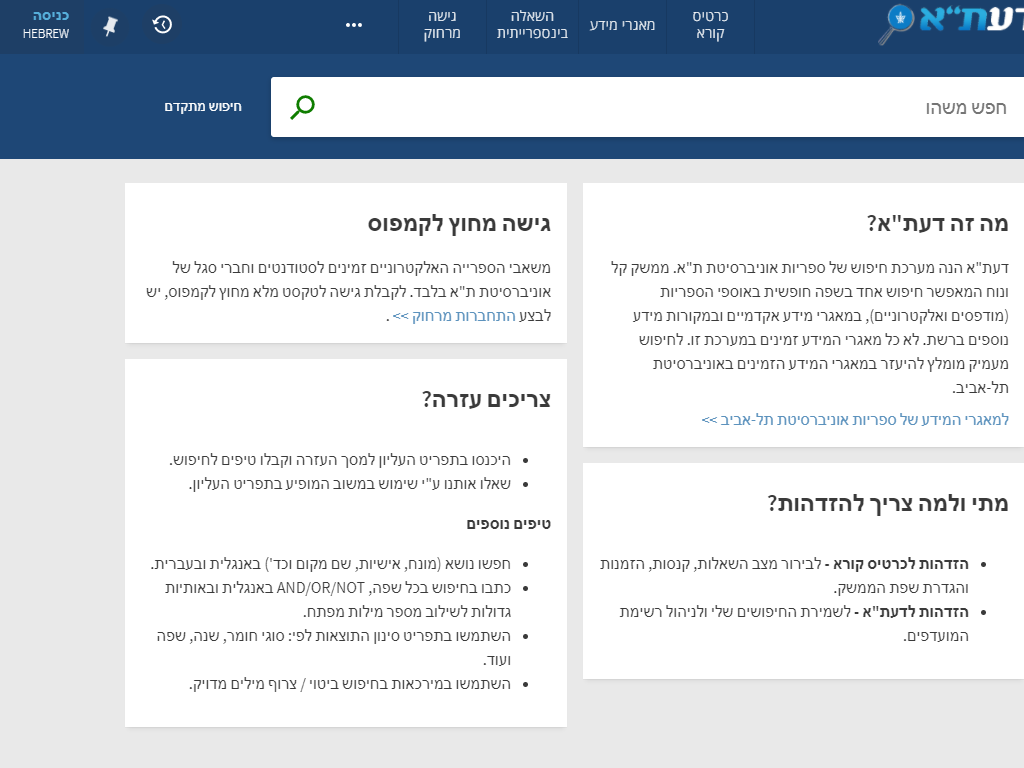 דעת"א
כרטיס
קורא
מאגרי מידע
השאלה
בינספרייתית
גישה
מרחוק
•••
כניסה
HEBREW
חפש משהו
חיפוש מתקדם
מה זה דעת"א?
דעת"א הנה מערכת חיפוש של ספריות אוניברסיטת ת"א. ממשק קל
ונוח המאפשר חיפוש אחד בשפה חופשית באוספי הספריות
(מודפסים ואלקטרוניים), במאגרי מידע אקדמיים ובמקורות מידע
נוספים ברשת. לא כל מאגרי המידע זמינים במערכת זו. לחיפוש
מעמיק מומלץ להיעזר במאגרי המידע הזמינים באוניברסיטת
תל-אביב.
למאגרי המידע של ספריות אוניברסיטת תל-אביב >>
מתי ולמה צריך להזדהות?
• הזדהות לכרטיס קורא - לבירור מצב השאלות, קנסות, הזמנות
והגדרת שפת הממשק.
• הזדהות לדעת"א - לשמירת החיפושים שלי ולניהול רשימת
המועדפים.
גישה מחוץ לקמפוס
משאבי הספרייה האלקטרוניים זמינים לסטודנטים וחברי סגל של
אוניברסיטת ת"א בלבד. לקבלת גישה לטקסט מלא מחוץ לקמפוס, יש
לבצע התחברות מרחוק >> .
צריכים עזרה?
• היכנסו בתפריט העליון למסך העזרה וקבלו טיפים לחיפוש.
• שאלו אותנו ע"י שימוש במשוב המופיע בתפריט העליון.
טיפים נוספים
• חפשו נושא (מונח, אישיות, שם מקום וכד') באנגלית ובעברית.
• כתבו בחיפוש בכל שפה, AND/OR/NOT באנגלית ובאותיות
גדולות לשילוב מספר מילות מפתח.
• השתמשו בתפריט סינון התוצאות לפי: סוגי חומר, שנה, שפה
ועוד.
• השתמשו במירכאות בחיפוש ביטוי / צרוף מילים מדויק.